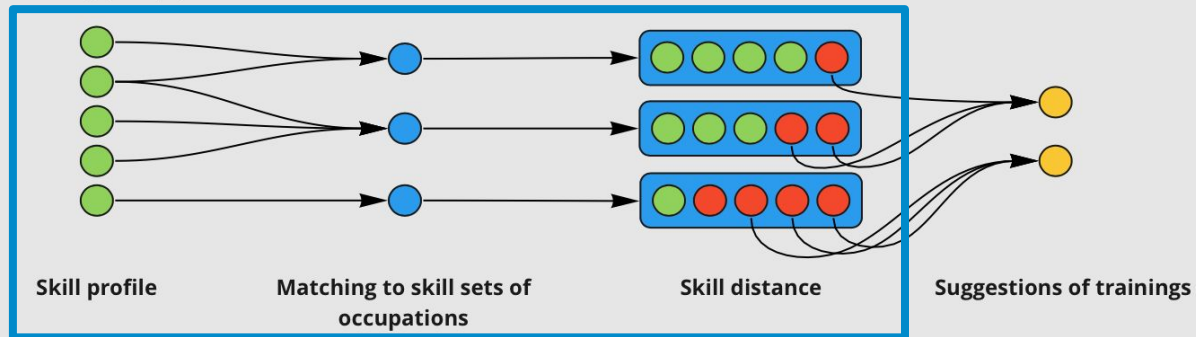 Skill profile
Matching to skill sets of
occupations
Skill distance
Suggestions of trainings